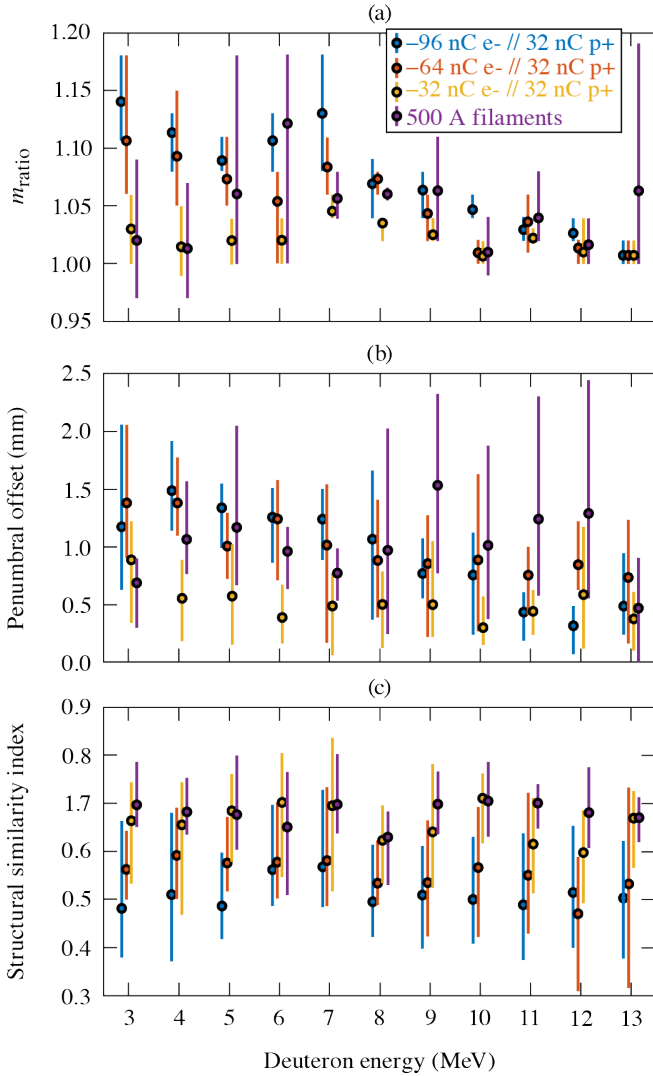 (a)
1.20
1.15
1.10
1.05
1.00
0.95
m_ratio
–96 nC e- // 32 nC p+
–64 nC e- // 32 nC p+
–32 nC e- // 32 nC p+
500 A filaments
(b)
2.5
2.0
1.5
1.0
0.5
0.0
Penumbral offset (mm)
(c)
0.9
0.8
1.7
0.6
0.5
0.4
0.3
Structural similarity index
3 4 5 6 7 8 9 10 11 12 13
Deuteron energy (MeV)